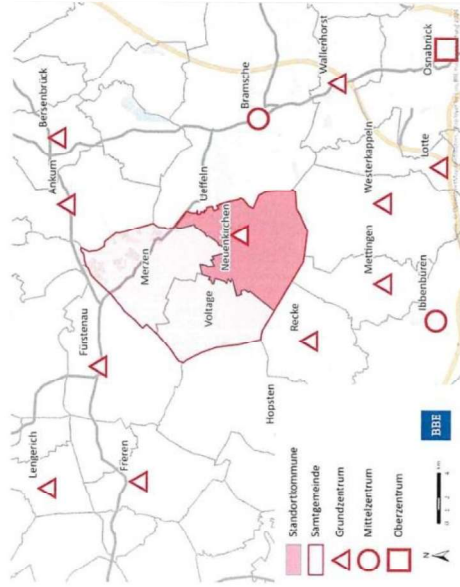 Lengerich
Fürstenau
Ankum
Bersenbrück
Freren
Merzen
Ueffeln
Bramsche
Voltage
Neuenkirchen
Wallenhorst
Hopsten
Recke
Mettingen
Westerkappeln
Lotte
Osnabrück
Ibbenbüren
Standortkommune
Samtgemeinde
Grundzentrum
Mittelzentrum
Oberzentrum
BBE
N